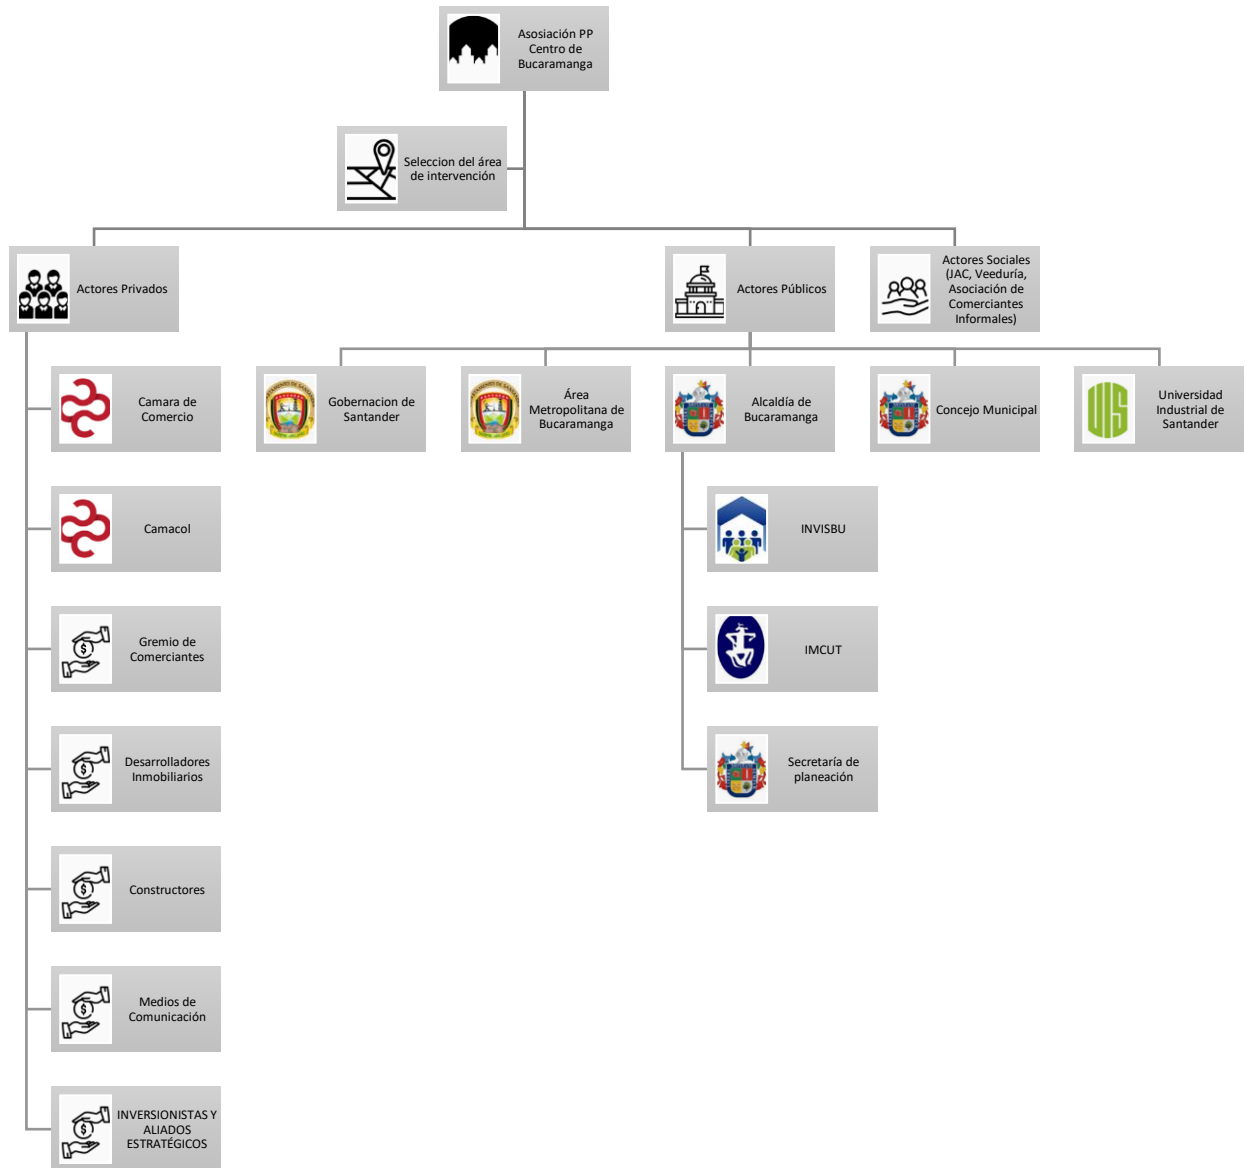 Asosiación PP
Centro de
Bucaramanga
Seleccion del área
de intervención
Actores Privados
Actores Públicos
Actores Sociales
(JAC, Veeduría,
Asociación de
Comerciantes
Informales)
Camara de
Comercio
Gobernacion de
Santander
Área
Metropolitana de
Bucaramanga
Alcaldía de
Bucaramanga
Concejo Municipal
UIS
Universidad
Industrial de
Santander
Camacol
INVISBU
Gremio de
Comerciantes
IMCUT
Desarrolladores
Inmobiliarios
Secretaría de
planeación
Constructores
Medios de
Comunicación
INVERSIONISTAS Y
ALIADOS
ESTRATÉGICOS